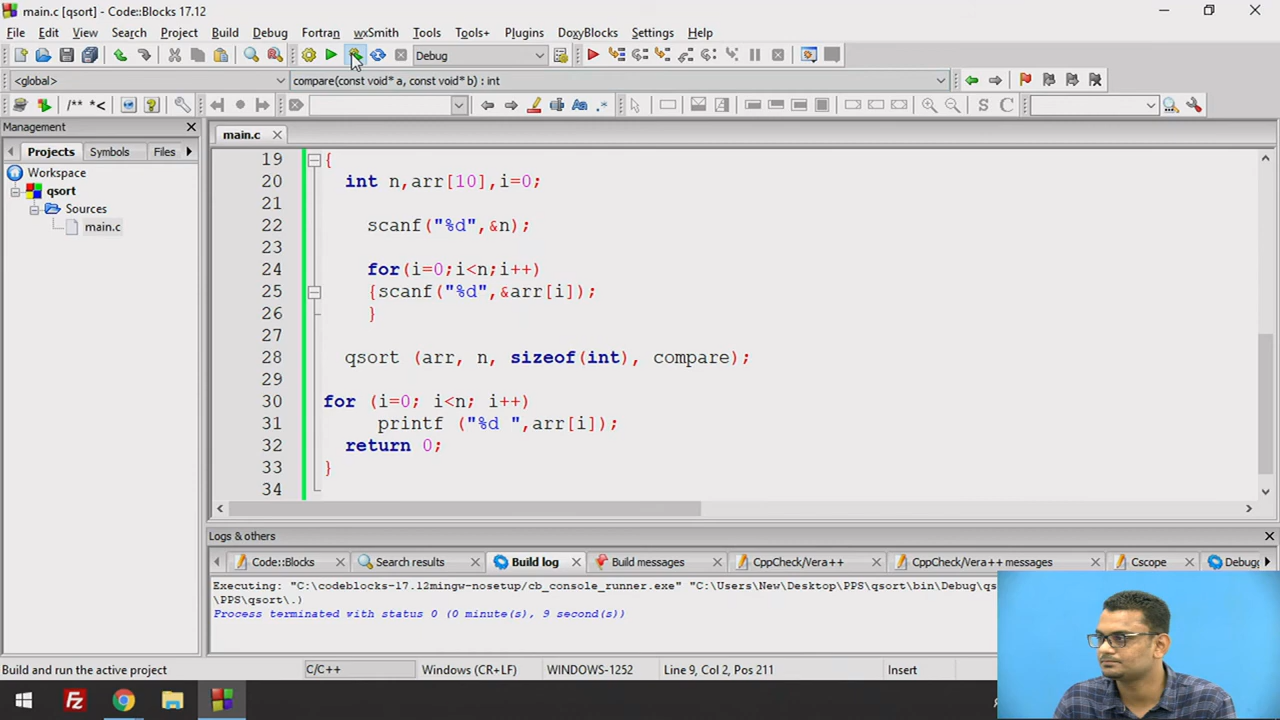 main.c [qsort] - Code::Blocks 17.12
File Edit View Search Project Build Debug Fortran wxSmith Tools Tools+ Plugins DoxyBlocks Settings Help
Debug
<global>
compare(const void* a, const void* b) : int
/** *<
S C
Management
main.c
Projects Symbols Files
Workspace
qsort
Sources
main.c
19 {
20 int n,arr[10],i=0;
21
22 scanf("%d",&n);
23
24 for(i=0;i<n;i++)
25 {scanf("%d",&arr[i]);
26 }
27
28 qsort (arr, n, sizeof(int), compare);
29
30 for (i=0; i<n; i++)
31 printf ("%d ",arr[i]);
32 return 0;
33 }
34
Logs & others
Code::Blocks Search results Build log Build messages CppCheck/Vera++ CppCheck/Vera++ messages Cscope Debugg
Executing: "C:\codeblocks-17.12mingw-nosetup/cb_console_runner.exe" "C:\Users\New\Desktop\PPS\qsort\bin\Debug\qs
\PPS\qsort\.)
Process terminated with status 0 (0 minute(s), 9 second(s))
Build and run the active project
C/C++
Windows (CR+LF)
WINDOWS-1252
Line 9, Col 2, Pos 211
Insert
Fz